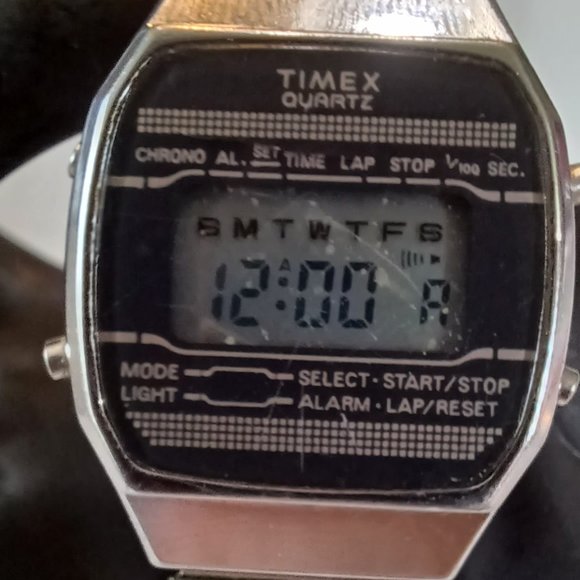 TIMEX
QUARTZ
CHRONO AL. SET TIME LAP STOP 1/100 SEC.
S M T W T F S
A
12:00 A
MODE SELECT · START/STOP
LIGHT ALARM · LAP/RESET